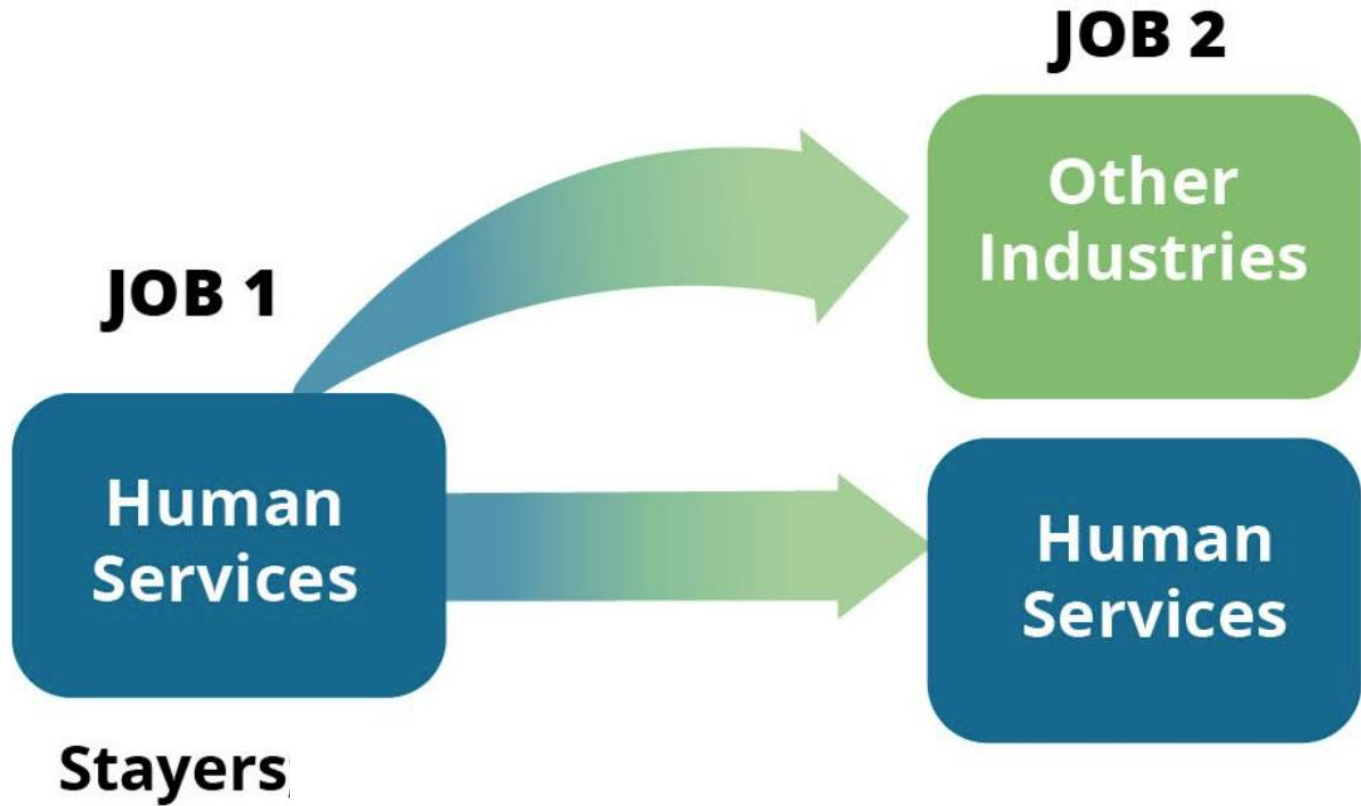 JOB 2
Other
Industries
JOB 1
Human
Services
Human
Services
Stayers